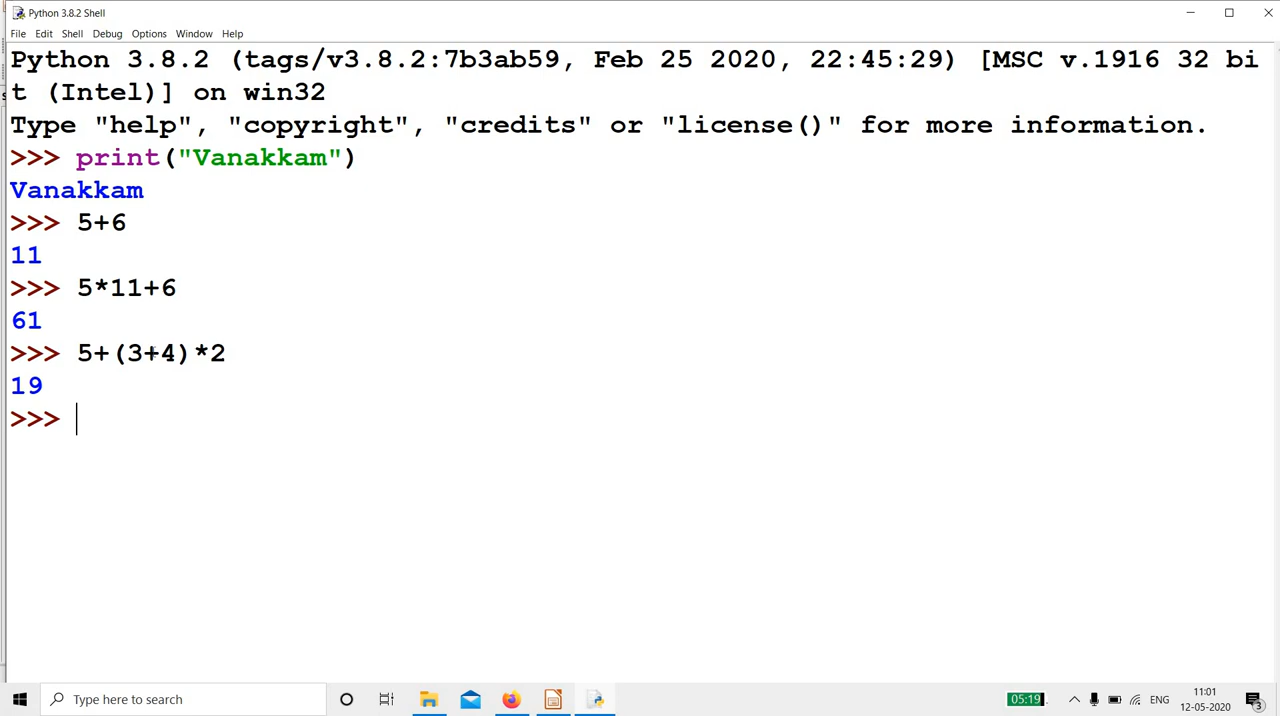 Python 3.8.2 Shell
File Edit Shell Debug Options Window Help
Python 3.8.2 (tags/v3.8.2:7b3ab59, Feb 25 2020, 22:45:29) [MSC v.1916 32 bi
t (Intel)] on win32
Type "help", "copyright", "credits" or "license()" for more information.
>>> print("Vanakkam")
Vanakkam
>>> 5+6
11
>>> 5*11+6
61
>>> 5+(3+4)*2
19
>>>
Type here to search
05:19
ENG
11:01
12-05-2020
3